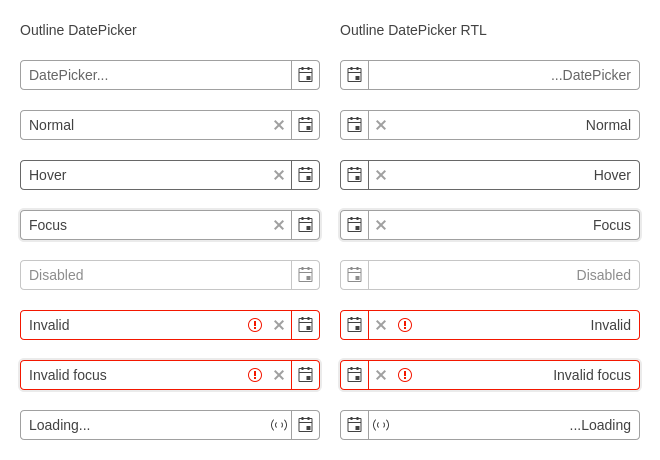 Outline DatePicker
DatePicker...
Normal
Hover
Focus
Disabled
Invalid
Invalid focus
Loading...
Outline DatePicker RTL
...DatePicker
Normal
Hover
Focus
Disabled
Invalid
Invalid focus
...Loading